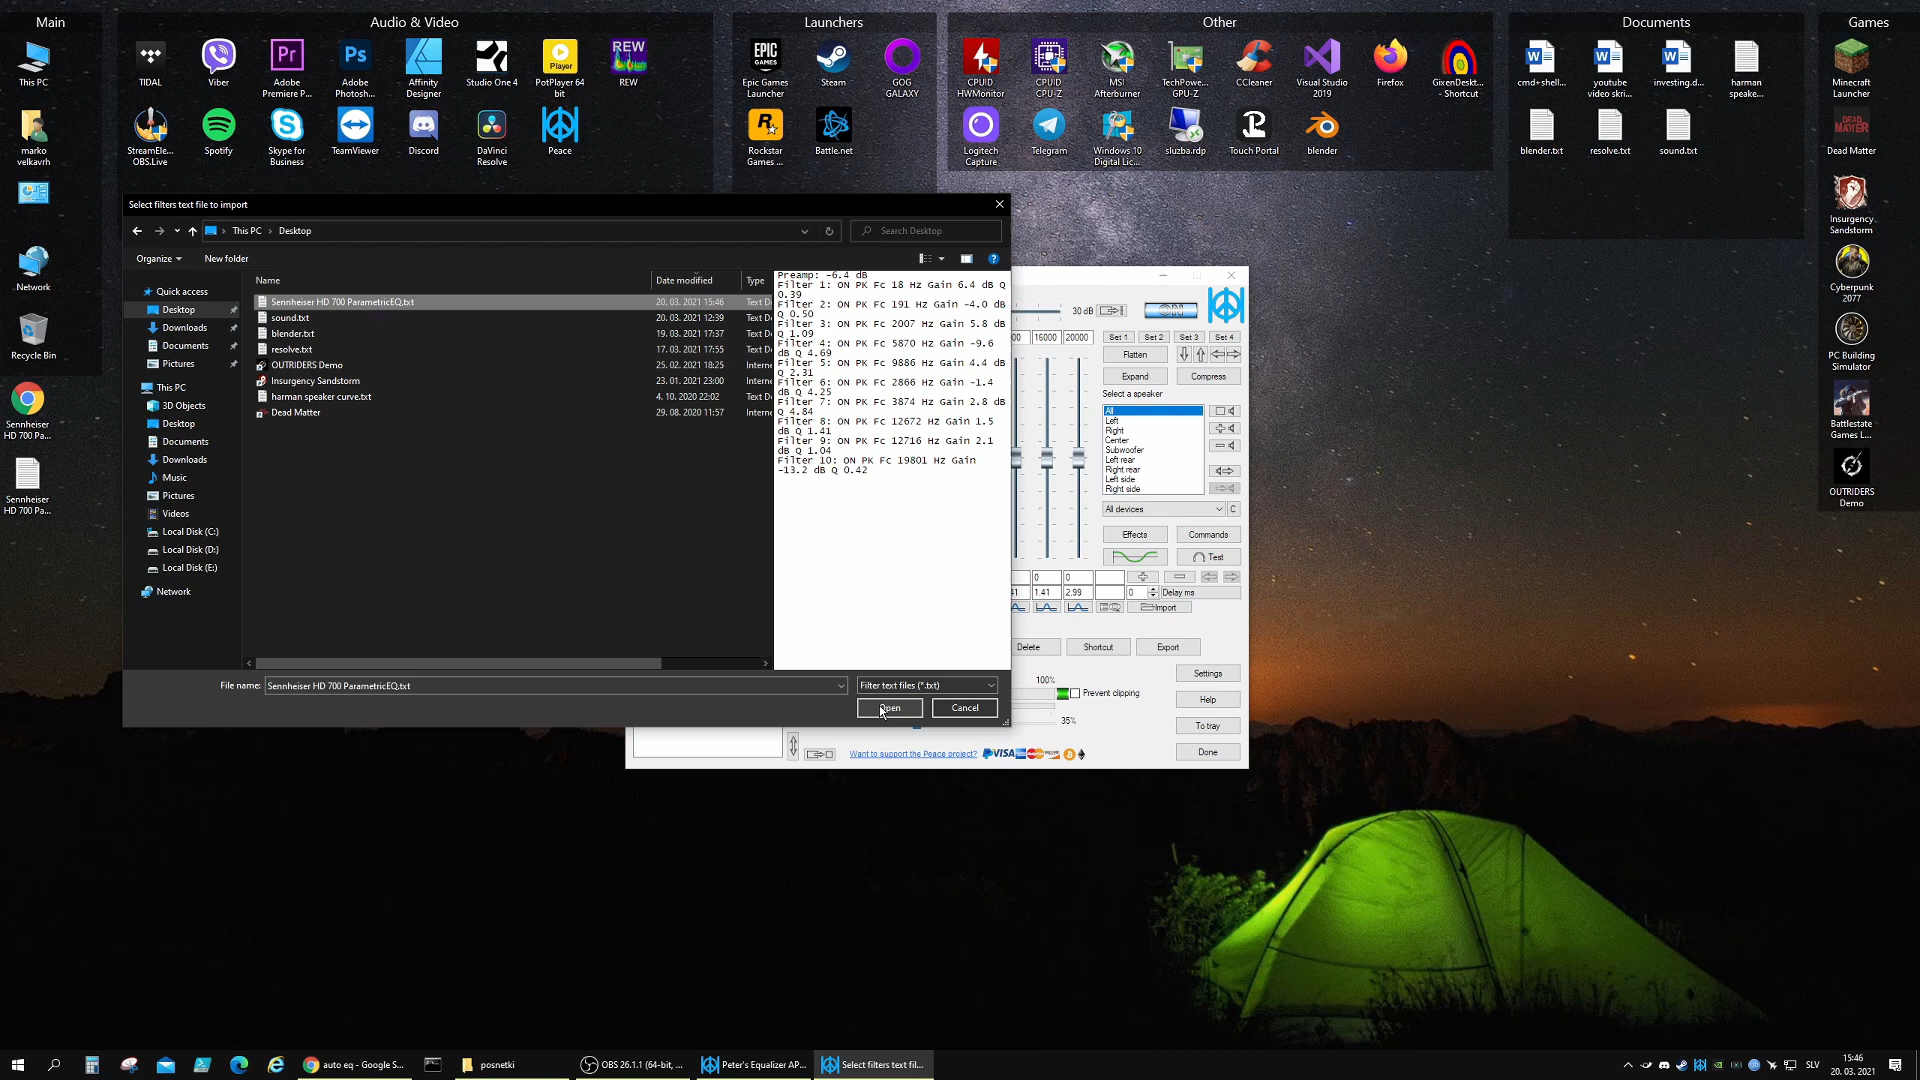 Main
Audio & Video
Launchers
Other
Documents
Games
This PC
TIDAL
Viber
Adobe
Premiere P...
Adobe
Photosh...
Affinity
Designer
Studio One 4
PotPlayer 64
bit
REW
Epic Games
Launcher
Steam
GOG
GALAXY
CPUID
HWMonitor
CPUID
CPU-Z
MSI
Afterburner
TechPowe...
GPU-Z
CCleaner
Visual Studio
2019
Firefox
GixenDeskt...
- Shortcut
cmd+shell...
youtube
video skri...
investing.d...
harman
speake...
Minecraft
Launcher
marko
velkavrh
StreamEle...
OBS.Live
Spotify
Skype for
Business
TeamViewer
Discord
DaVinci
Resolve
Peace
Rockstar
Games ...
Battle.net
Logitech
Capture
Telegram
Windows 10
Digital Lic...
sluzba.rdp
Touch Portal
blender
blender.txt
resolve.txt
sound.txt
Dead Matter
Insurgency
Sandstorm
Network
Cyberpunk
2077
Recycle Bin
PC Building
Simulator
Sennheiser
HD 700 Pa...
Battlestate
Games L...
Sennheiser
HD 700 Pa...
OUTRIDERS
Demo
Select filters text file to import
This PC > Desktop
Search Desktop
Organize
New folder
Name
Date modified
Type
Quick access
Desktop
Downloads
Documents
Pictures
This PC
3D Objects
Desktop
Documents
Downloads
Music
Pictures
Videos
Local Disk (C:)
Local Disk (D:)
Local Disk (E:)
Network
Sennheiser HD 700 ParametricEQ.txt 20. 03. 2021 15:46 Text D
sound.txt 20. 03. 2021 12:39 Text D
blender.txt 19. 03. 2021 17:37 Text D
resolve.txt 17. 03. 2021 17:55 Text D
OUTRIDERS Demo 25. 02. 2021 18:25 Intern
Insurgency Sandstorm 23. 01. 2021 23:00 Intern
harman speaker curve.txt 4. 10. 2020 22:02 Text D
Dead Matter 29. 08. 2020 11:57 Intern
Preamp: -6.4 dB
Filter 1: ON PK Fc 18 Hz Gain 6.4 dB Q
0.39
Filter 2: ON PK Fc 191 Hz Gain -4.0 dB
Q 0.50
Filter 3: ON PK Fc 2007 Hz Gain 5.8 dB
Q 1.09
Filter 4: ON PK Fc 5870 Hz Gain -9.6
dB Q 4.69
Filter 5: ON PK Fc 9886 Hz Gain 4.4 dB
Q 2.31
Filter 6: ON PK Fc 2866 Hz Gain -1.4
dB Q 4.25
Filter 7: ON PK Fc 3874 Hz Gain 2.8 dB
Q 4.84
Filter 8: ON PK Fc 12672 Hz Gain 1.5
dB Q 1.41
Filter 9: ON PK Fc 12716 Hz Gain 2.1
dB Q 1.04
Filter 10: ON PK Fc 19801 Hz Gain
-13.2 dB Q 0.42
File name: Sennheiser HD 700 ParametricEQ.txt
Filter text files (*.txt)
Open
Cancel
30 dB
ON
00 16000 20000
Set 1 Set 2 Set 3 Set 4
Flatten
Expand Compress
Select a speaker
All
Left
Right
Center
Subwoofer
Left rear
Right rear
Left side
Right side
All devices C
Effects Commands
Test
0 0
41 1.41 2.99 0 Delay ms
Import
Delete Shortcut Export
Settings
100%
Prevent clipping
Help
35%
To tray
Want to support the Peace project?
VISA
Done
auto eq - Google S...
posnetki
OBS 26.1.1 (64-bit, ...
Peter's Equalizer AP...
Select filters text fil...
SLV
15:46
20. 03. 2021